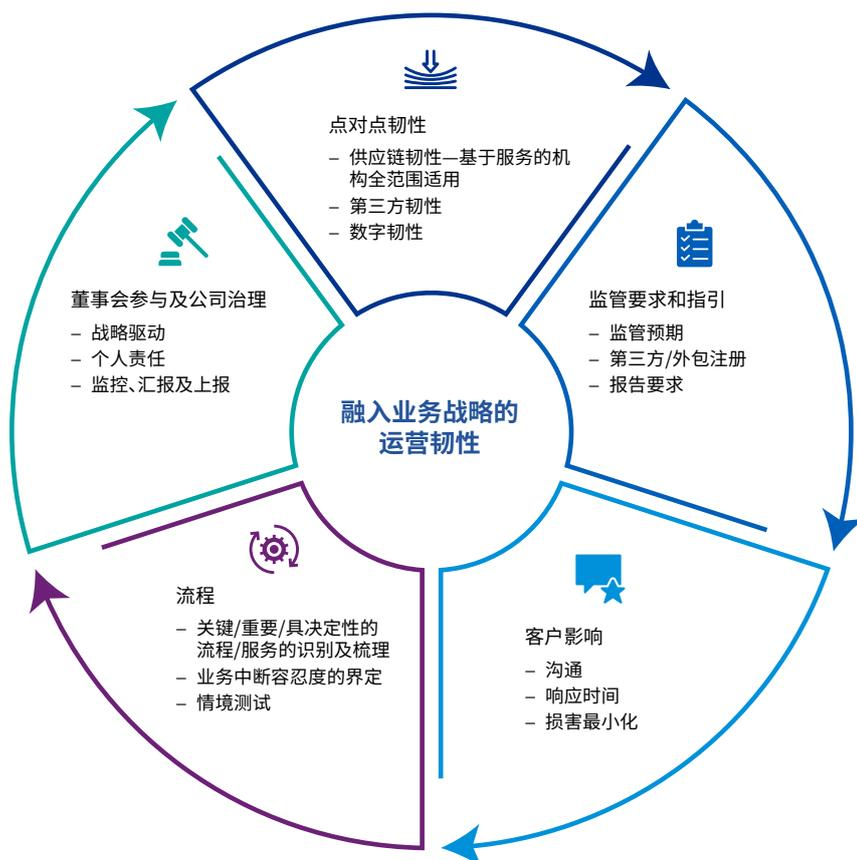 点对点韧性
– 供应链韧性—基于服务的机
构全范围适用
– 第三方韧性
– 数字韧性
监管要求和指引
– 监管预期
– 第三方/外包注册
– 报告要求
客户影响
– 沟通
– 响应时间
– 损害最小化
流程
– 关键/重要/具决定性的
流程/服务的识别及梳理
– 业务中断容忍度的界定
– 情境测试
董事会参与及公司治理
– 战略驱动
– 个人责任
– 监控、汇报及上报
融入业务战略的
运营韧性